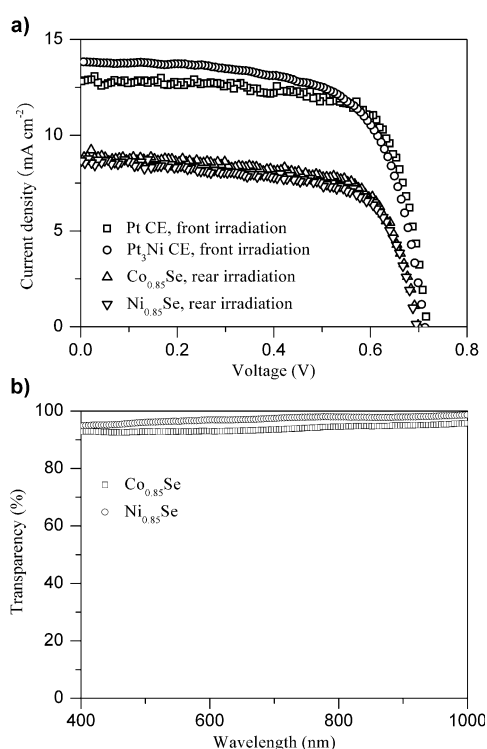 a)
15
10
5
0
Current density (mA cm⁻²)
□ Pt CE, front irradiation
○ Pt₃Ni CE, front irradiation
△ Co₀.₈₅Se, rear irradiation
▽ Ni₀.₈₅Se, rear irradiation
0.0 0.2 0.4 0.6 0.8
Voltage (V)
b)
100
80
60
40
20
0
Transparency (%)
□ Co₀.₈₅Se
○ Ni₀.₈₅Se
400 600 800 1000
Wavelength (nm)